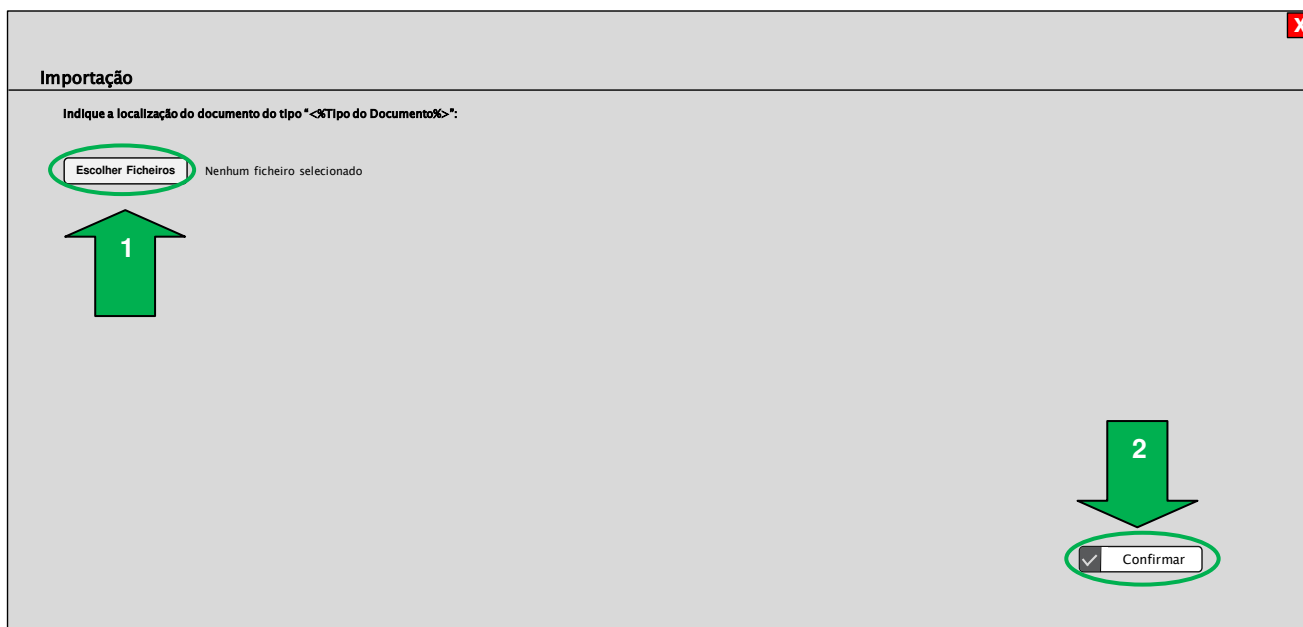 X
Importação
Indique a localização do documento do tipo “<%Tipo do Documento%>”:
Escolher Ficheiros Nenhum ficheiro selecionado
1
2
Confirmar